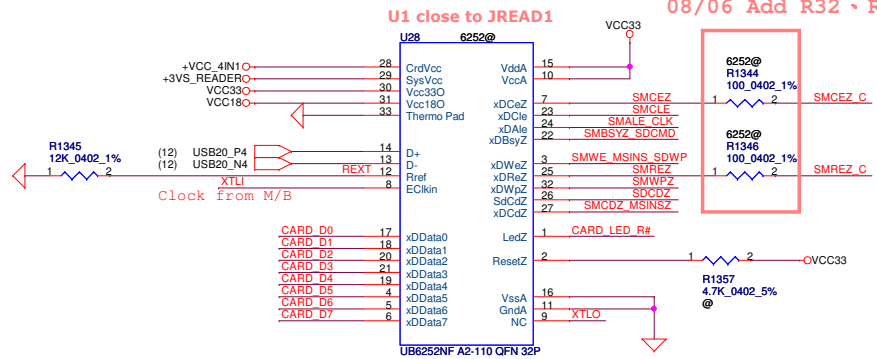 08/06 Add R32、R
U1 close to JREAD1
U28 6252@
VCC33
+VCC_4IN1 28 CrdVcc
+3VS_READER 29 SysVcc
VCC33 30 Vcc33O
VCC18 31 Vcc18O
33 Thermo Pad
VddA 15
VccA 10
xDCeZ 7 SMCEZ
xDCle 23 SMCLE
xDAle 24 SMALE_CLK
xDBsyZ 22 SMBSYZ_SDCMD
6252@
R1344
100_0402_1%
1 2 SMCEZ_C
R1345
12K_0402_1%
1 2
(12) USB20_P4 14 D+
(12) USB20_N4 13 D-
REXT 12 Rref
XTLI 8 EClkin
Clock from M/B
xDWeZ 3 SMWE_MSINS_SDWP
xDReZ 25 SMREZ
xDWpZ 32 SMWPZ
SdCdZ 26 SDCDZ
xDCdZ 27 SMCDZ_MSINSZ
6252@
R1346
100_0402_1%
1 2 SMREZ_C
CARD_D0 17 xDData0
CARD_D1 18 xDData1
CARD_D2 20 xDData2
CARD_D3 21 xDData3
CARD_D4 19 xDData4
CARD_D5 4 xDData5
CARD_D6 5 xDData6
CARD_D7 6 xDData7
LedZ 1 CARD_LED_R#
ResetZ 2
1 2 VCC33
R1357
4.7K_0402_5%
@
VssA 16
GndA 11
NC 9 XTLO
UB6252NF A2-110 QFN 32P